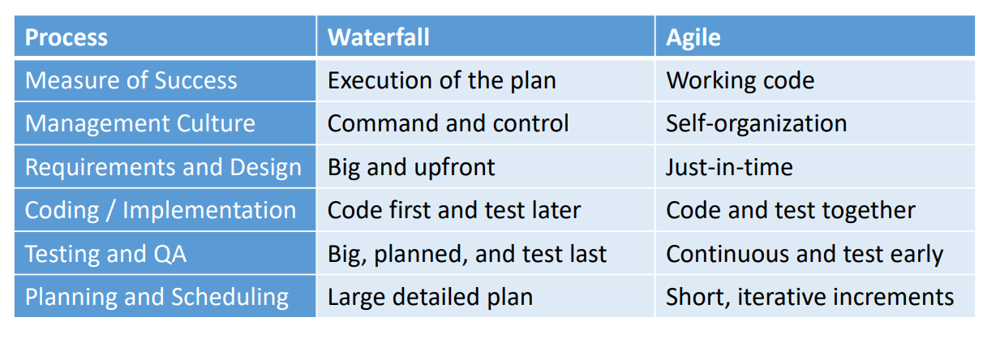 Process Waterfall Agile
Measure of Success Execution of the plan Working code
Management Culture Command and control Self-organization
Requirements and Design Big and upfront Just-in-time
Coding / Implementation Code first and test later Code and test together
Testing and QA Big, planned, and test last Continuous and test early
Planning and Scheduling Large detailed plan Short, iterative increments